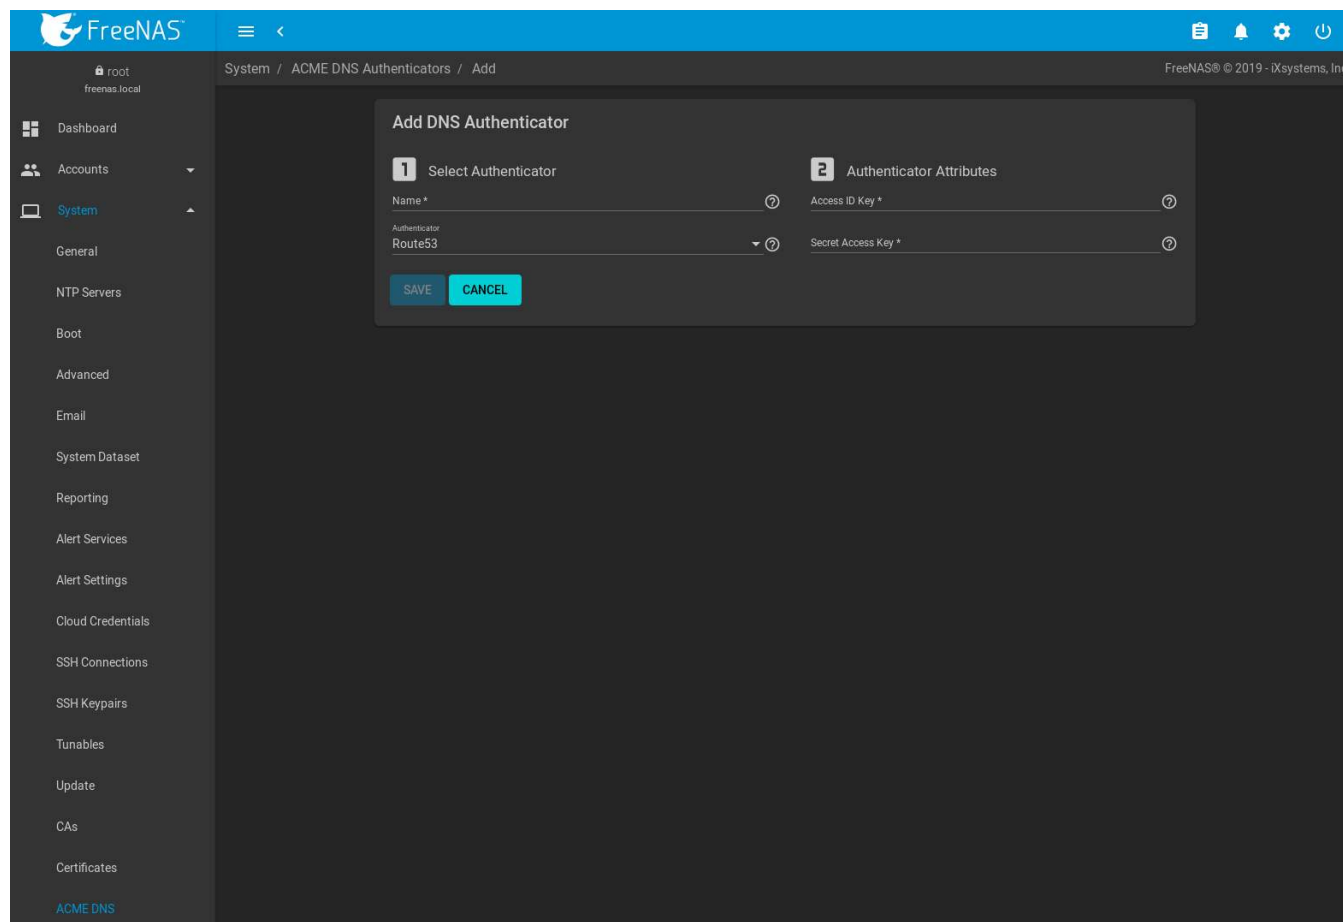 FreeNAS™
root
freenas.local
Dashboard
Accounts
System
General
NTP Servers
Boot
Advanced
Email
System Dataset
Reporting
Alert Services
Alert Settings
Cloud Credentials
SSH Connections
SSH Keypairs
Tunables
Update
CAs
Certificates
ACME DNS
System / ACME DNS Authenticators / Add
FreeNAS® © 2019 - iXsystems, Inc
Add DNS Authenticator
1 Select Authenticator
Name *
Authenticator
Route53
2 Authenticator Attributes
Access ID Key *
Secret Access Key *
SAVE CANCEL